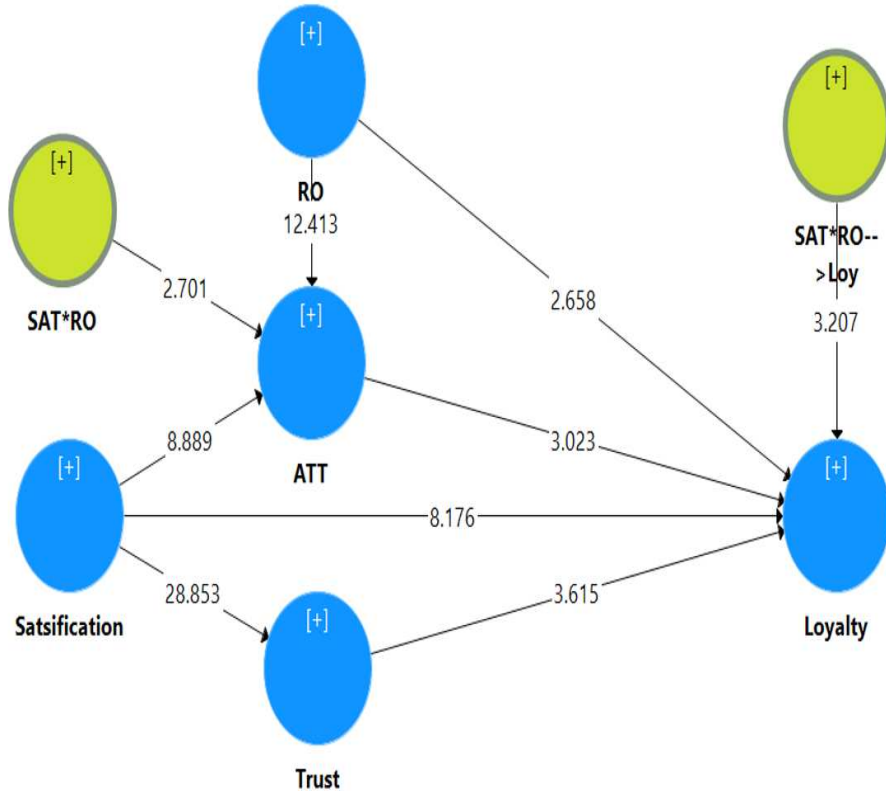 [+]
[+]
[+]
RO
12.413
SAT*RO--
>Loy
2.701
2.658
3.207
SAT*RO
[+]
8.889
3.023
ATT
[+]
[+]
8.176
28.853
3.615
Satsification
[+]
Loyalty
Trust